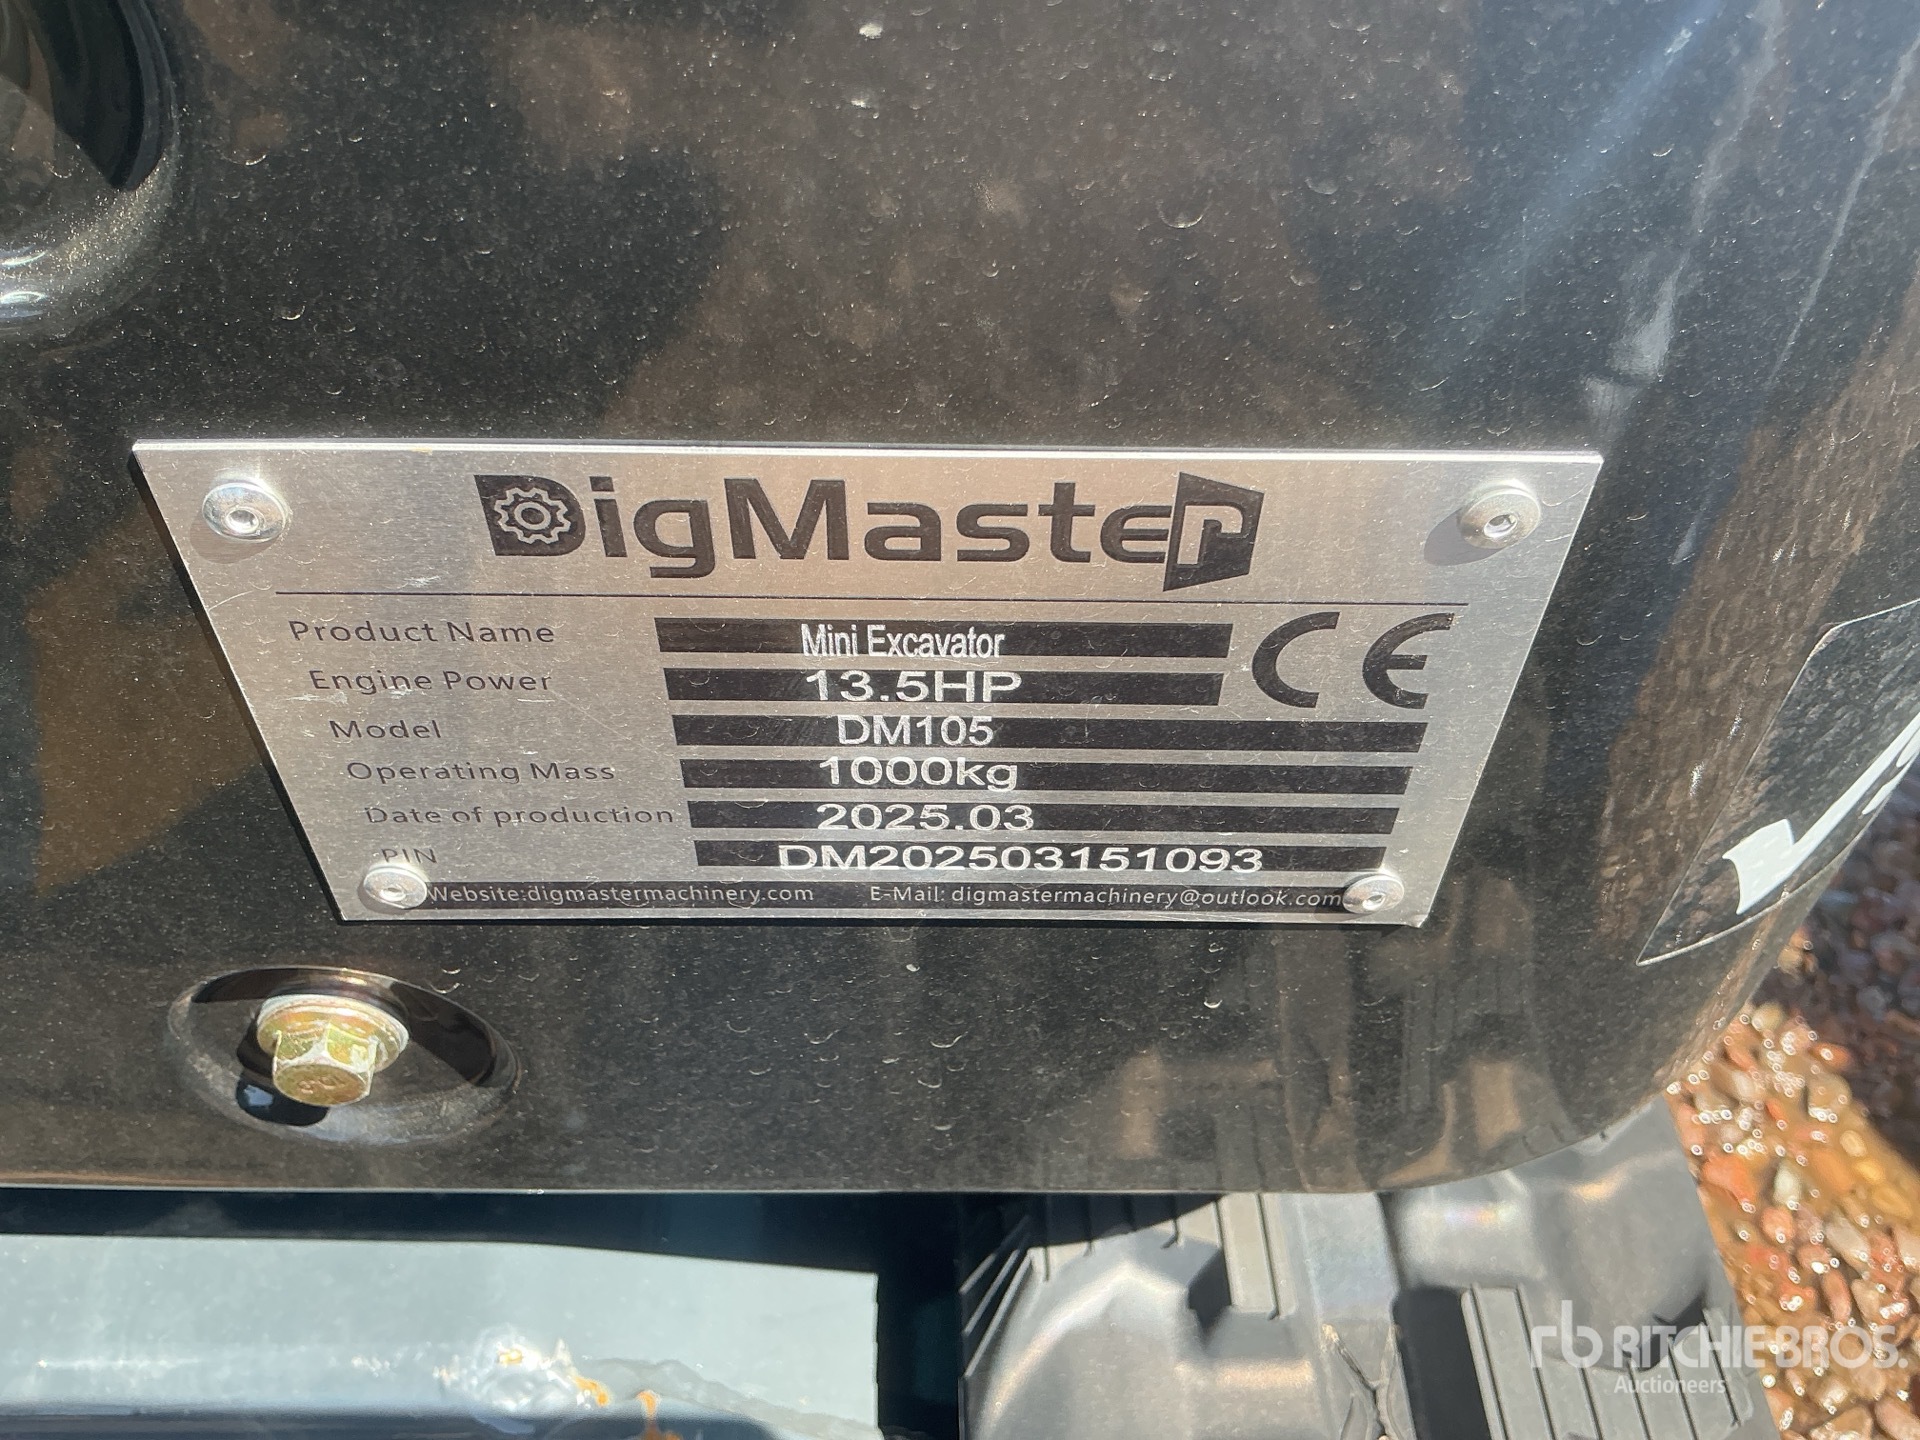 DigMaster
Product Name Mini Excavator
Engine Power 13.5HP
CE
Model DM105
Operating Mass 1000kg
Date of production 2025.03
PIN DM202503151093
Website:digmastermachinery.com E-Mail: digmastermachinery@outlook.com
rb RITCHIE BROS.
Auctioneers